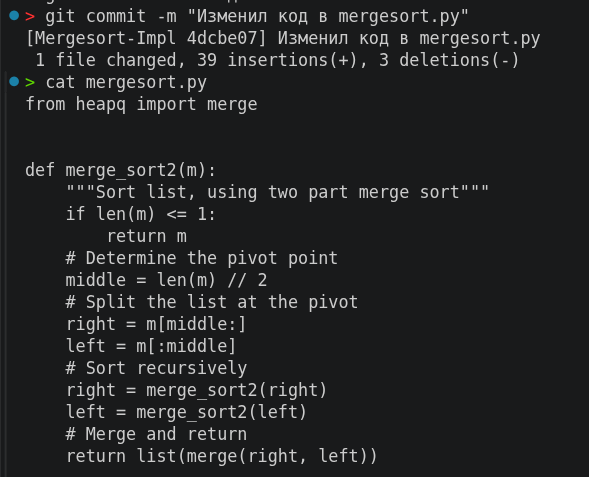 > git commit -m "Изменил код в mergesort.py"
[Mergesort-Impl 4dcbe07] Изменил код в mergesort.py
 1 file changed, 39 insertions(+), 3 deletions(-)
> cat mergesort.py
from heapq import merge


def merge_sort2(m):
    """Sort list, using two part merge sort"""
    if len(m) <= 1:
        return m
    # Determine the pivot point
    middle = len(m) // 2
    # Split the list at the pivot
    right = m[middle:]
    left = m[:middle]
    # Sort recursively
    right = merge_sort2(right)
    left = merge_sort2(left)
    # Merge and return
    return list(merge(right, left))